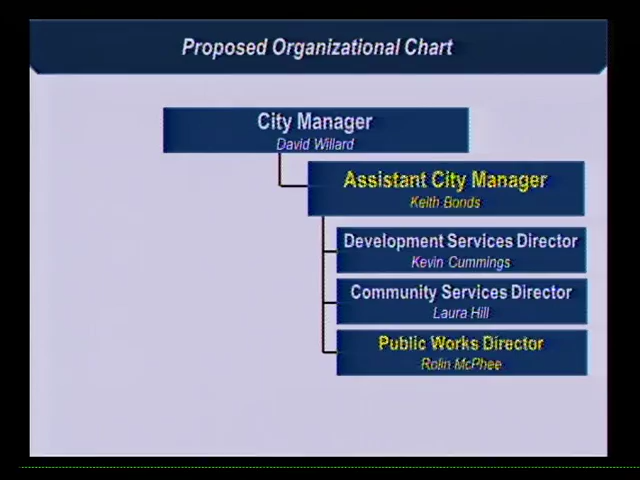 Proposed Organizational Chart
City Manager
David Willard
Assistant City Manager
Keith Bonds
Development Services Director
Kevin Cummings
Community Services Director
Laura Hill
Public Works Director
Rolin McPhee